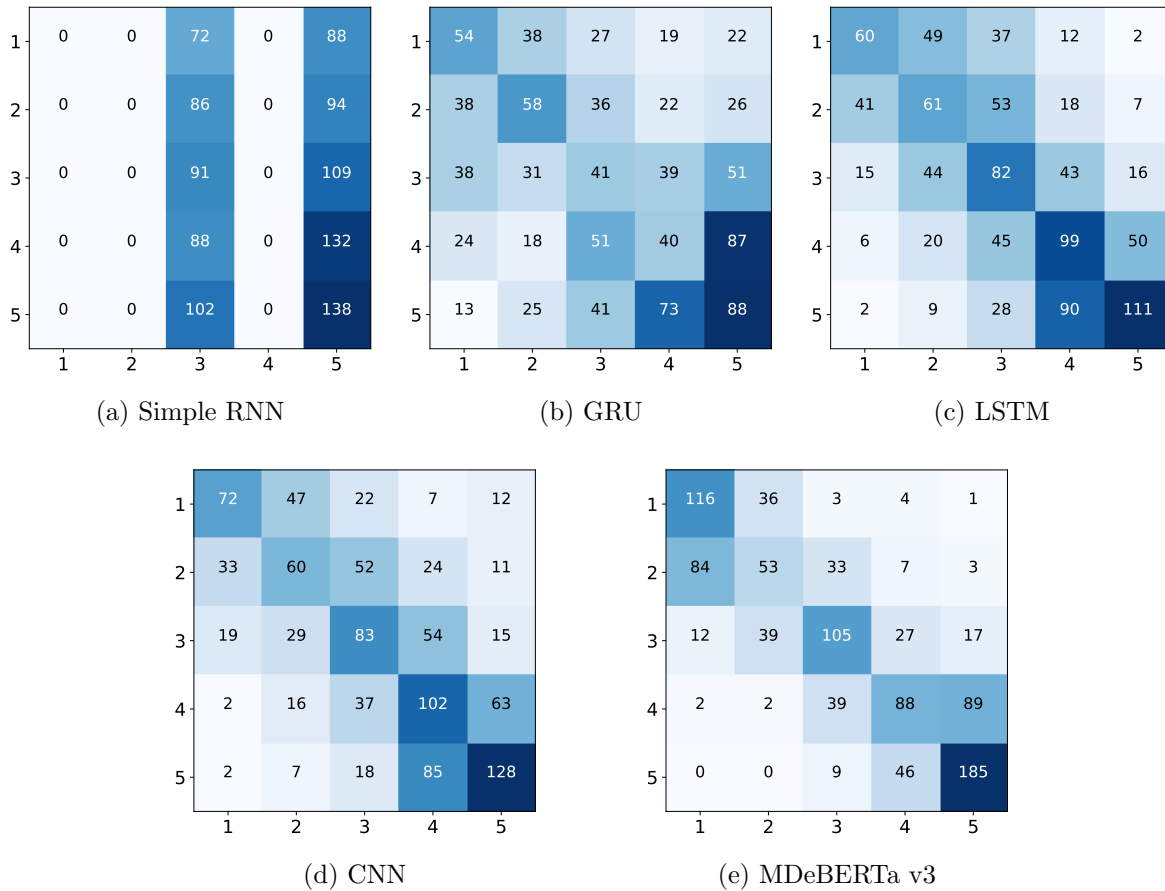 1 0 0 72 0 88
2 0 0 86 0 94
3 0 0 91 0 109
4 0 0 88 0 132
5 0 0 102 0 138
1 2 3 4 5
(a) Simple RNN
1 54 38 27 19 22
2 38 58 36 22 26
3 38 31 41 39 51
4 24 18 51 40 87
5 13 25 41 73 88
1 2 3 4 5
(b) GRU
1 60 49 37 12 2
2 41 61 53 18 7
3 15 44 82 43 16
4 6 20 45 99 50
5 2 9 28 90 111
1 2 3 4 5
(c) LSTM
1 72 47 22 7 12
2 33 60 52 24 11
3 19 29 83 54 15
4 2 16 37 102 63
5 2 7 18 85 128
1 2 3 4 5
(d) CNN
1 116 36 3 4 1
2 84 53 33 7 3
3 12 39 105 27 17
4 2 2 39 88 89
5 0 0 9 46 185
1 2 3 4 5
(e) MDeBERTa v3